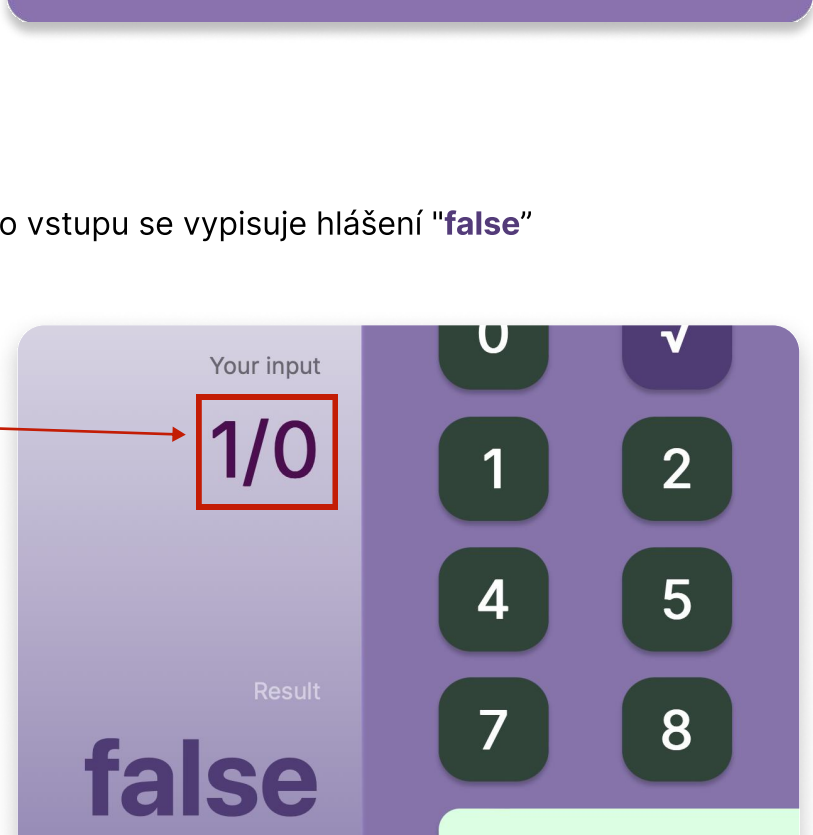 o vstupu se vypisuje hlášení "false”
Your input
0 √
1/0
1 2
4 5
Result
7 8
false